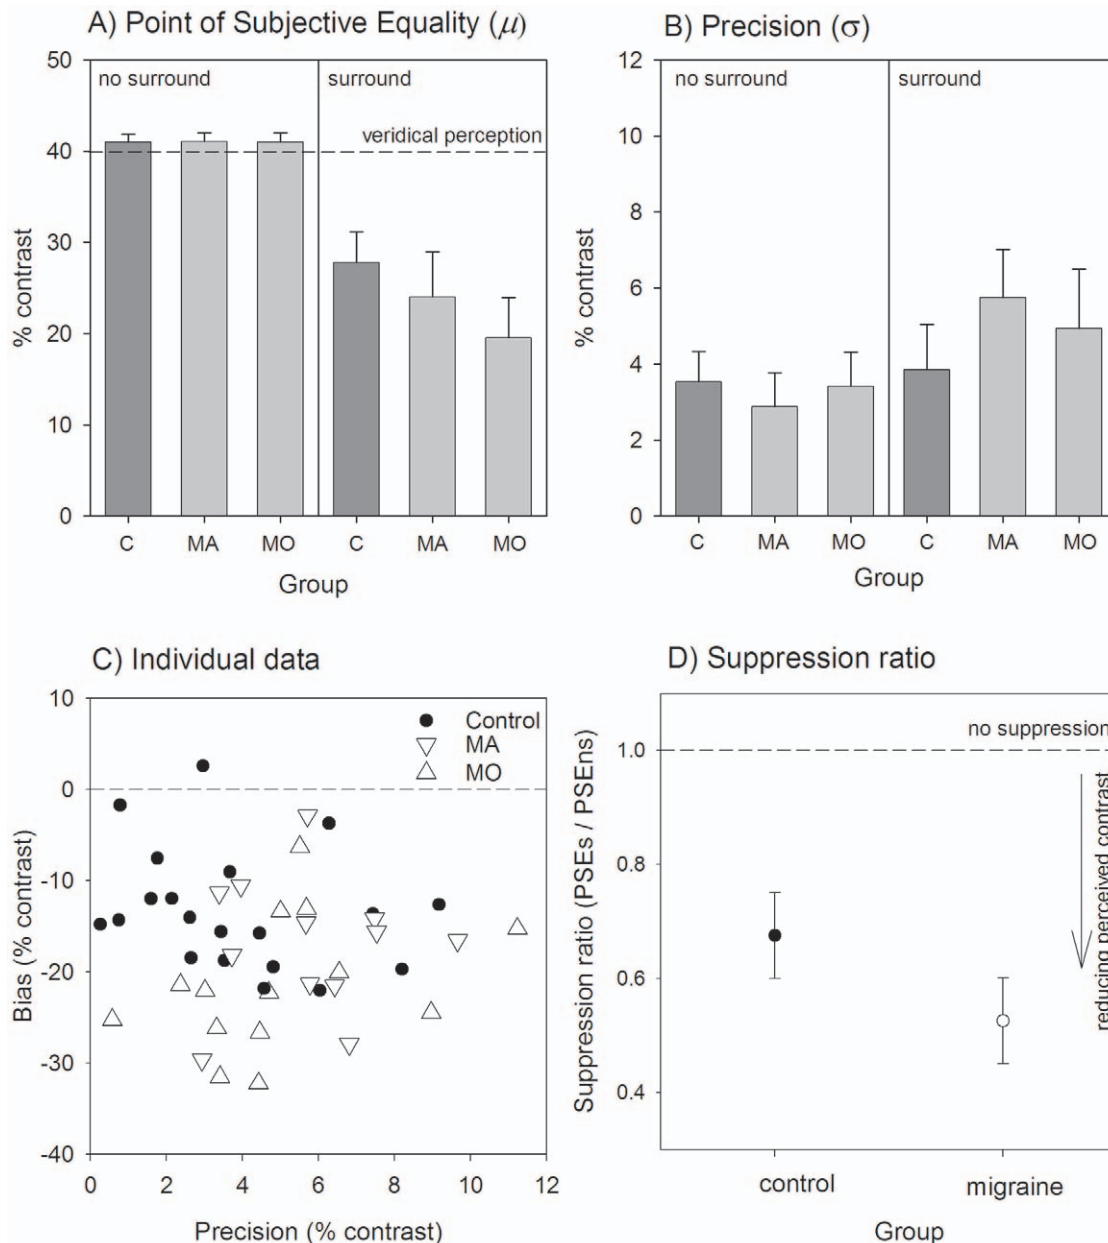 A) Point of Subjective Equality (μ)
50
40
30
20
10
0
% contrast
no surround
surround
veridical perception
C
MA
MO
C
MA
MO
Group
B) Precision (σ)
12
10
8
6
4
2
0
% contrast
no surround
surround
C
MA
MO
C
MA
MO
Group
C) Individual data
10
0
-10
-20
-30
-40
Bias (% contrast)
Control
MA
MO
0
2
4
6
8
10
12
Precision (% contrast)
D) Suppression ratio
1.0
0.8
0.6
0.4
Suppression ratio (PSEs / PSEns)
no suppression
reducing perceived contrast
control
migraine
Group